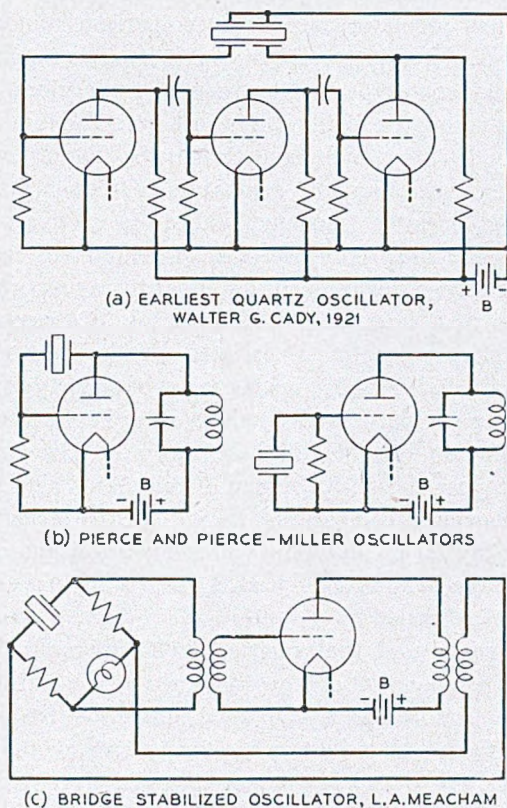 + -
B
(a) EARLIEST QUARTZ OSCILLATOR,
WALTER G. CADY, 1921
- B +
- B +
(b) PIERCE AND PIERCE-MILLER OSCILLATORS
- B +
(c) BRIDGE STABILIZED OSCILLATOR, L.A.MEACHAM